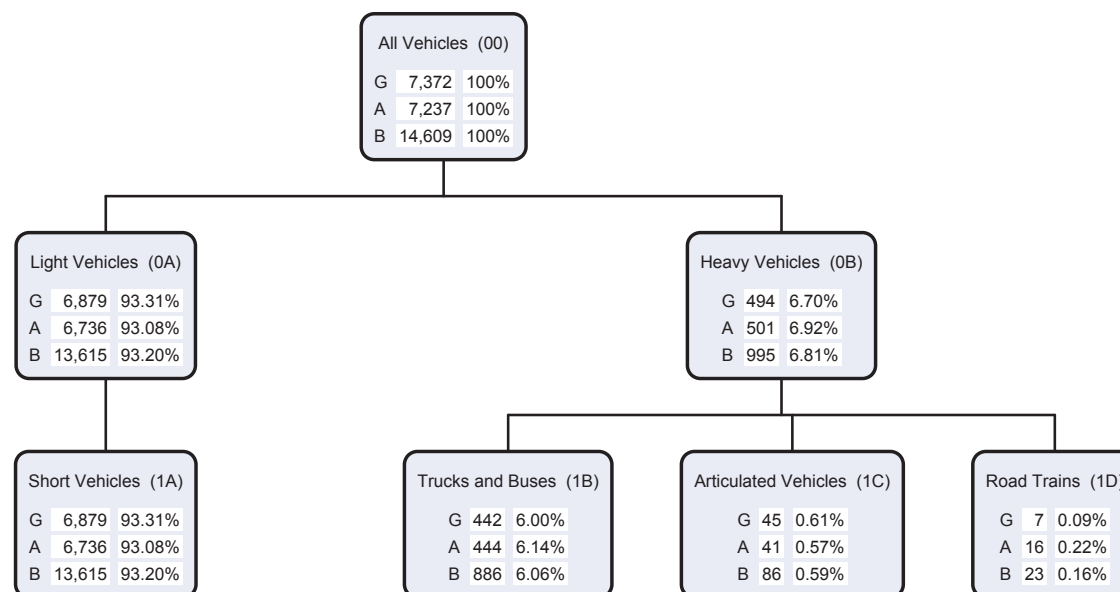 All Vehicles (00)
G 7,372 100%
A 7,237 100%
B 14,609 100%
Light Vehicles (0A)
G 6,879 93.31%
A 6,736 93.08%
B 13,615 93.20%
Heavy Vehicles (0B)
G 494 6.70%
A 501 6.92%
B 995 6.81%
Short Vehicles (1A)
G 6,879 93.31%
A 6,736 93.08%
B 13,615 93.20%
Trucks and Buses (1B)
G 442 6.00%
A 444 6.14%
B 886 6.06%
Articulated Vehicles (1C)
G 45 0.61%
A 41 0.57%
B 86 0.59%
Road Trains (1D)
G 7 0.09%
A 16 0.22%
B 23 0.16%